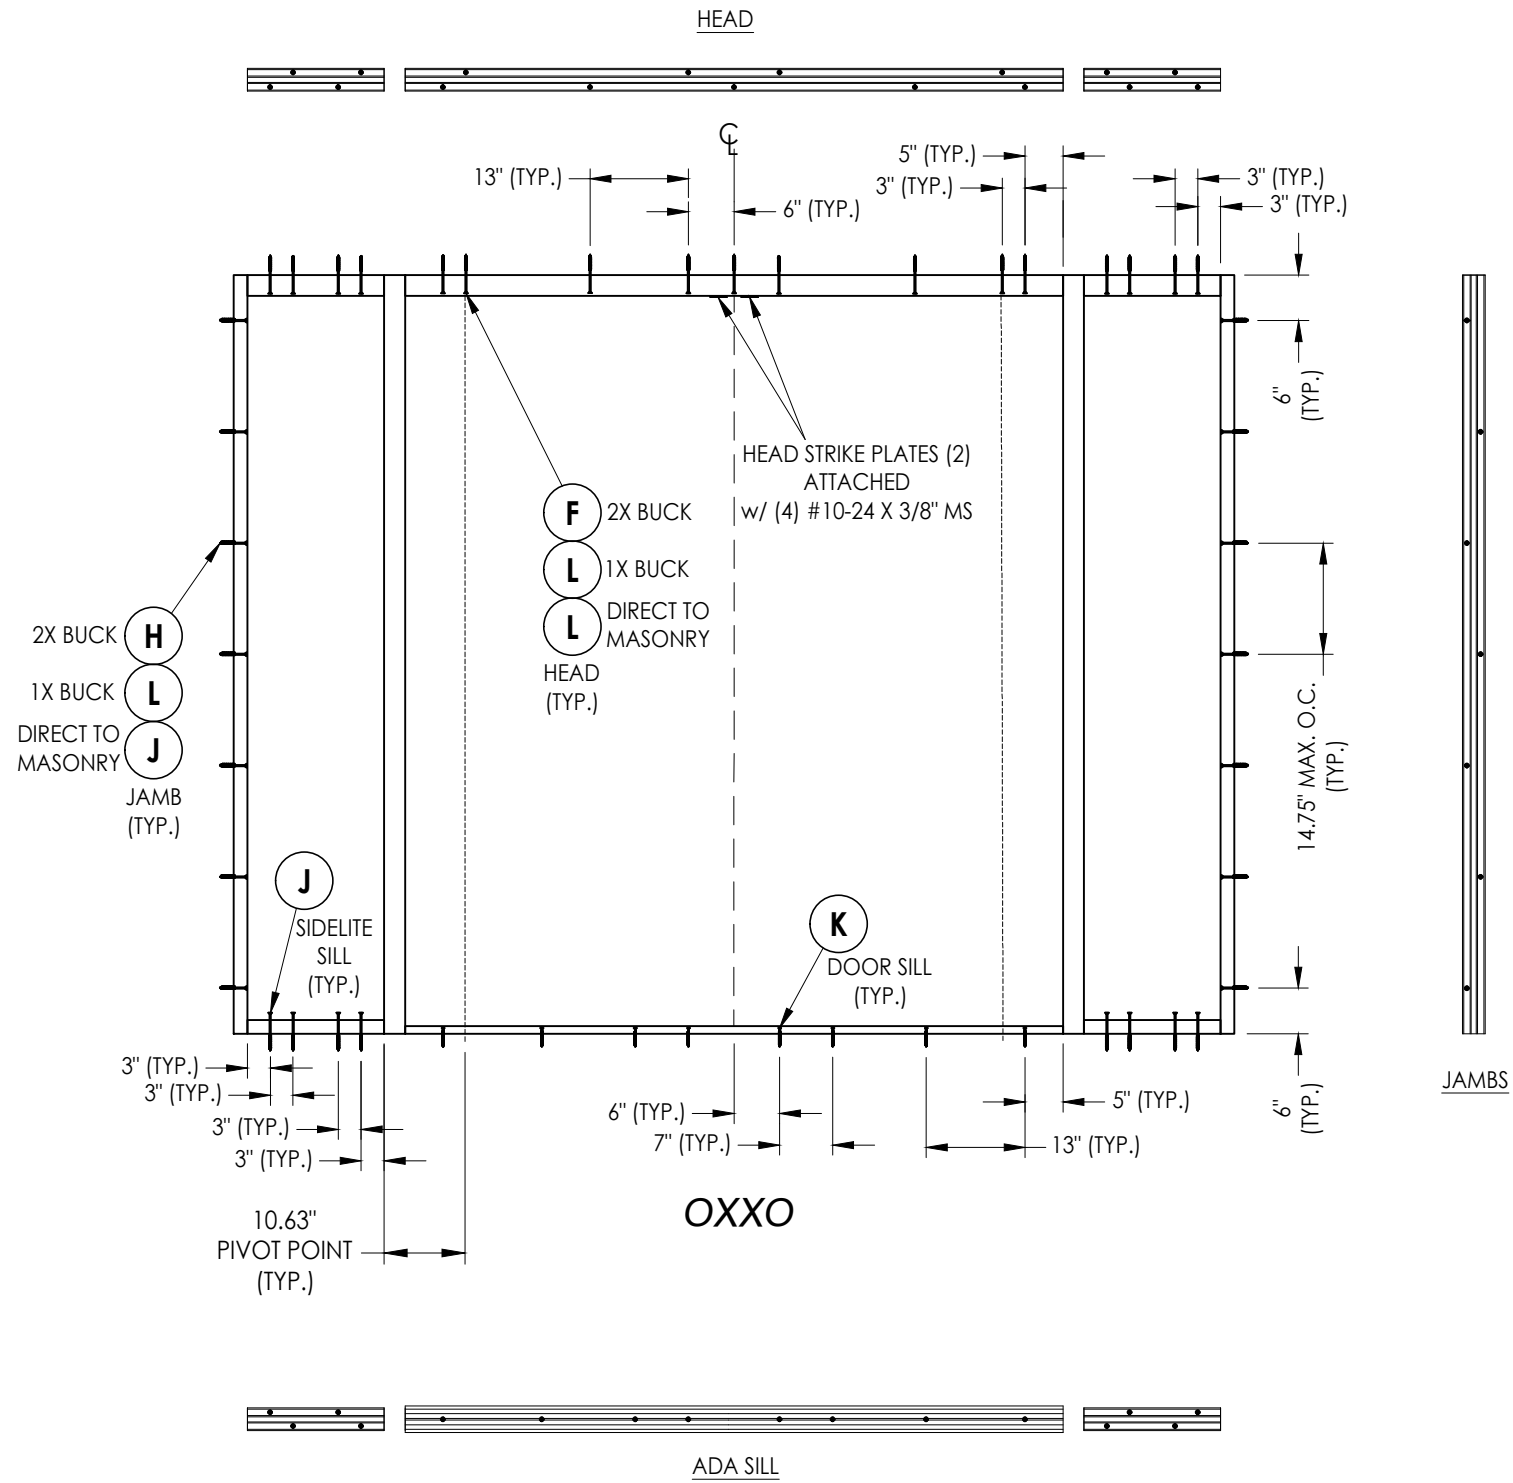 HEAD
℄
13" (TYP.)
6" (TYP.)
5" (TYP.)
3" (TYP.)
3" (TYP.)
3" (TYP.)
6"
(TYP.)
HEAD STRIKE PLATES (2)
ATTACHED
w/ (4) #10-24 X 3/8" MS
F 2X BUCK
L 1X BUCK
L DIRECT TO
MASONRY
HEAD
(TYP.)
2X BUCK H
1X BUCK L
DIRECT TO
MASONRY J
JAMB
(TYP.)
14.75" MAX. O.C.
(TYP.)
J
SIDELITE
SILL
(TYP.)
K
DOOR SILL
(TYP.)
3" (TYP.)
3" (TYP.)
3" (TYP.)
3" (TYP.)
6" (TYP.)
7" (TYP.)
5" (TYP.)
13" (TYP.)
6"
(TYP.)
JAMBS
10.63"
PIVOT POINT
(TYP.)
OXXO
ADA SILL